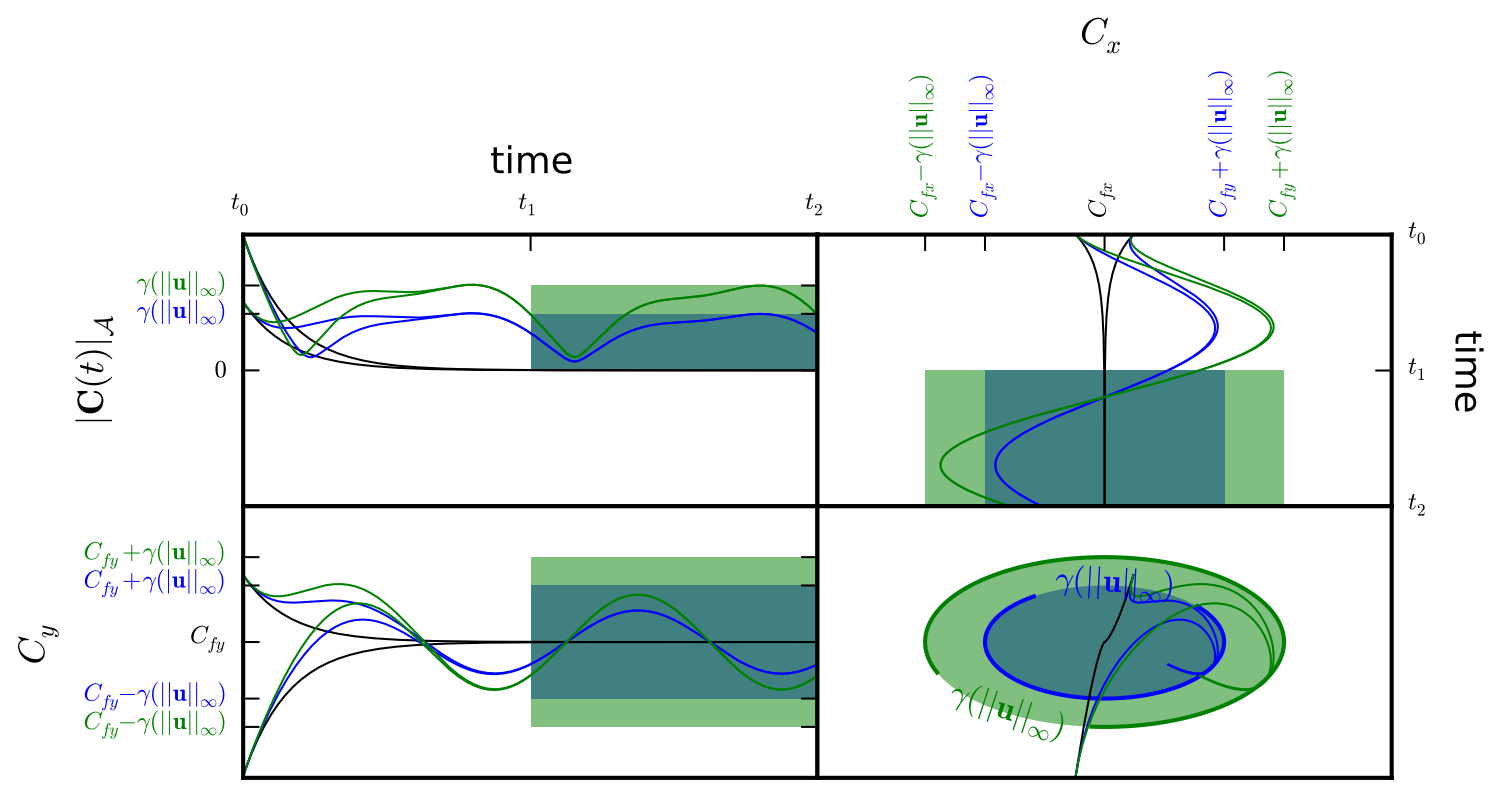 C_x
C_{fx}−γ(||u||_∞)
C_{fx}−γ(||u||_∞)
C_{fx}
C_{fy}+γ(||u||_∞)
C_{fy}+γ(||u||_∞)
time
t_0
t_1
t_2
t_0
t_1
t_2
time
|C(t)|_A
γ(||u||_∞)
γ(||u||_∞)
0
C_y
C_{fy}+γ(|u||_∞)
C_{fy}+γ(|u||_∞)
C_{fy}
C_{fy}−γ(||u||_∞)
C_{fy}−γ(||u||_∞)
γ(||u||_∞)
γ(||u||_∞)